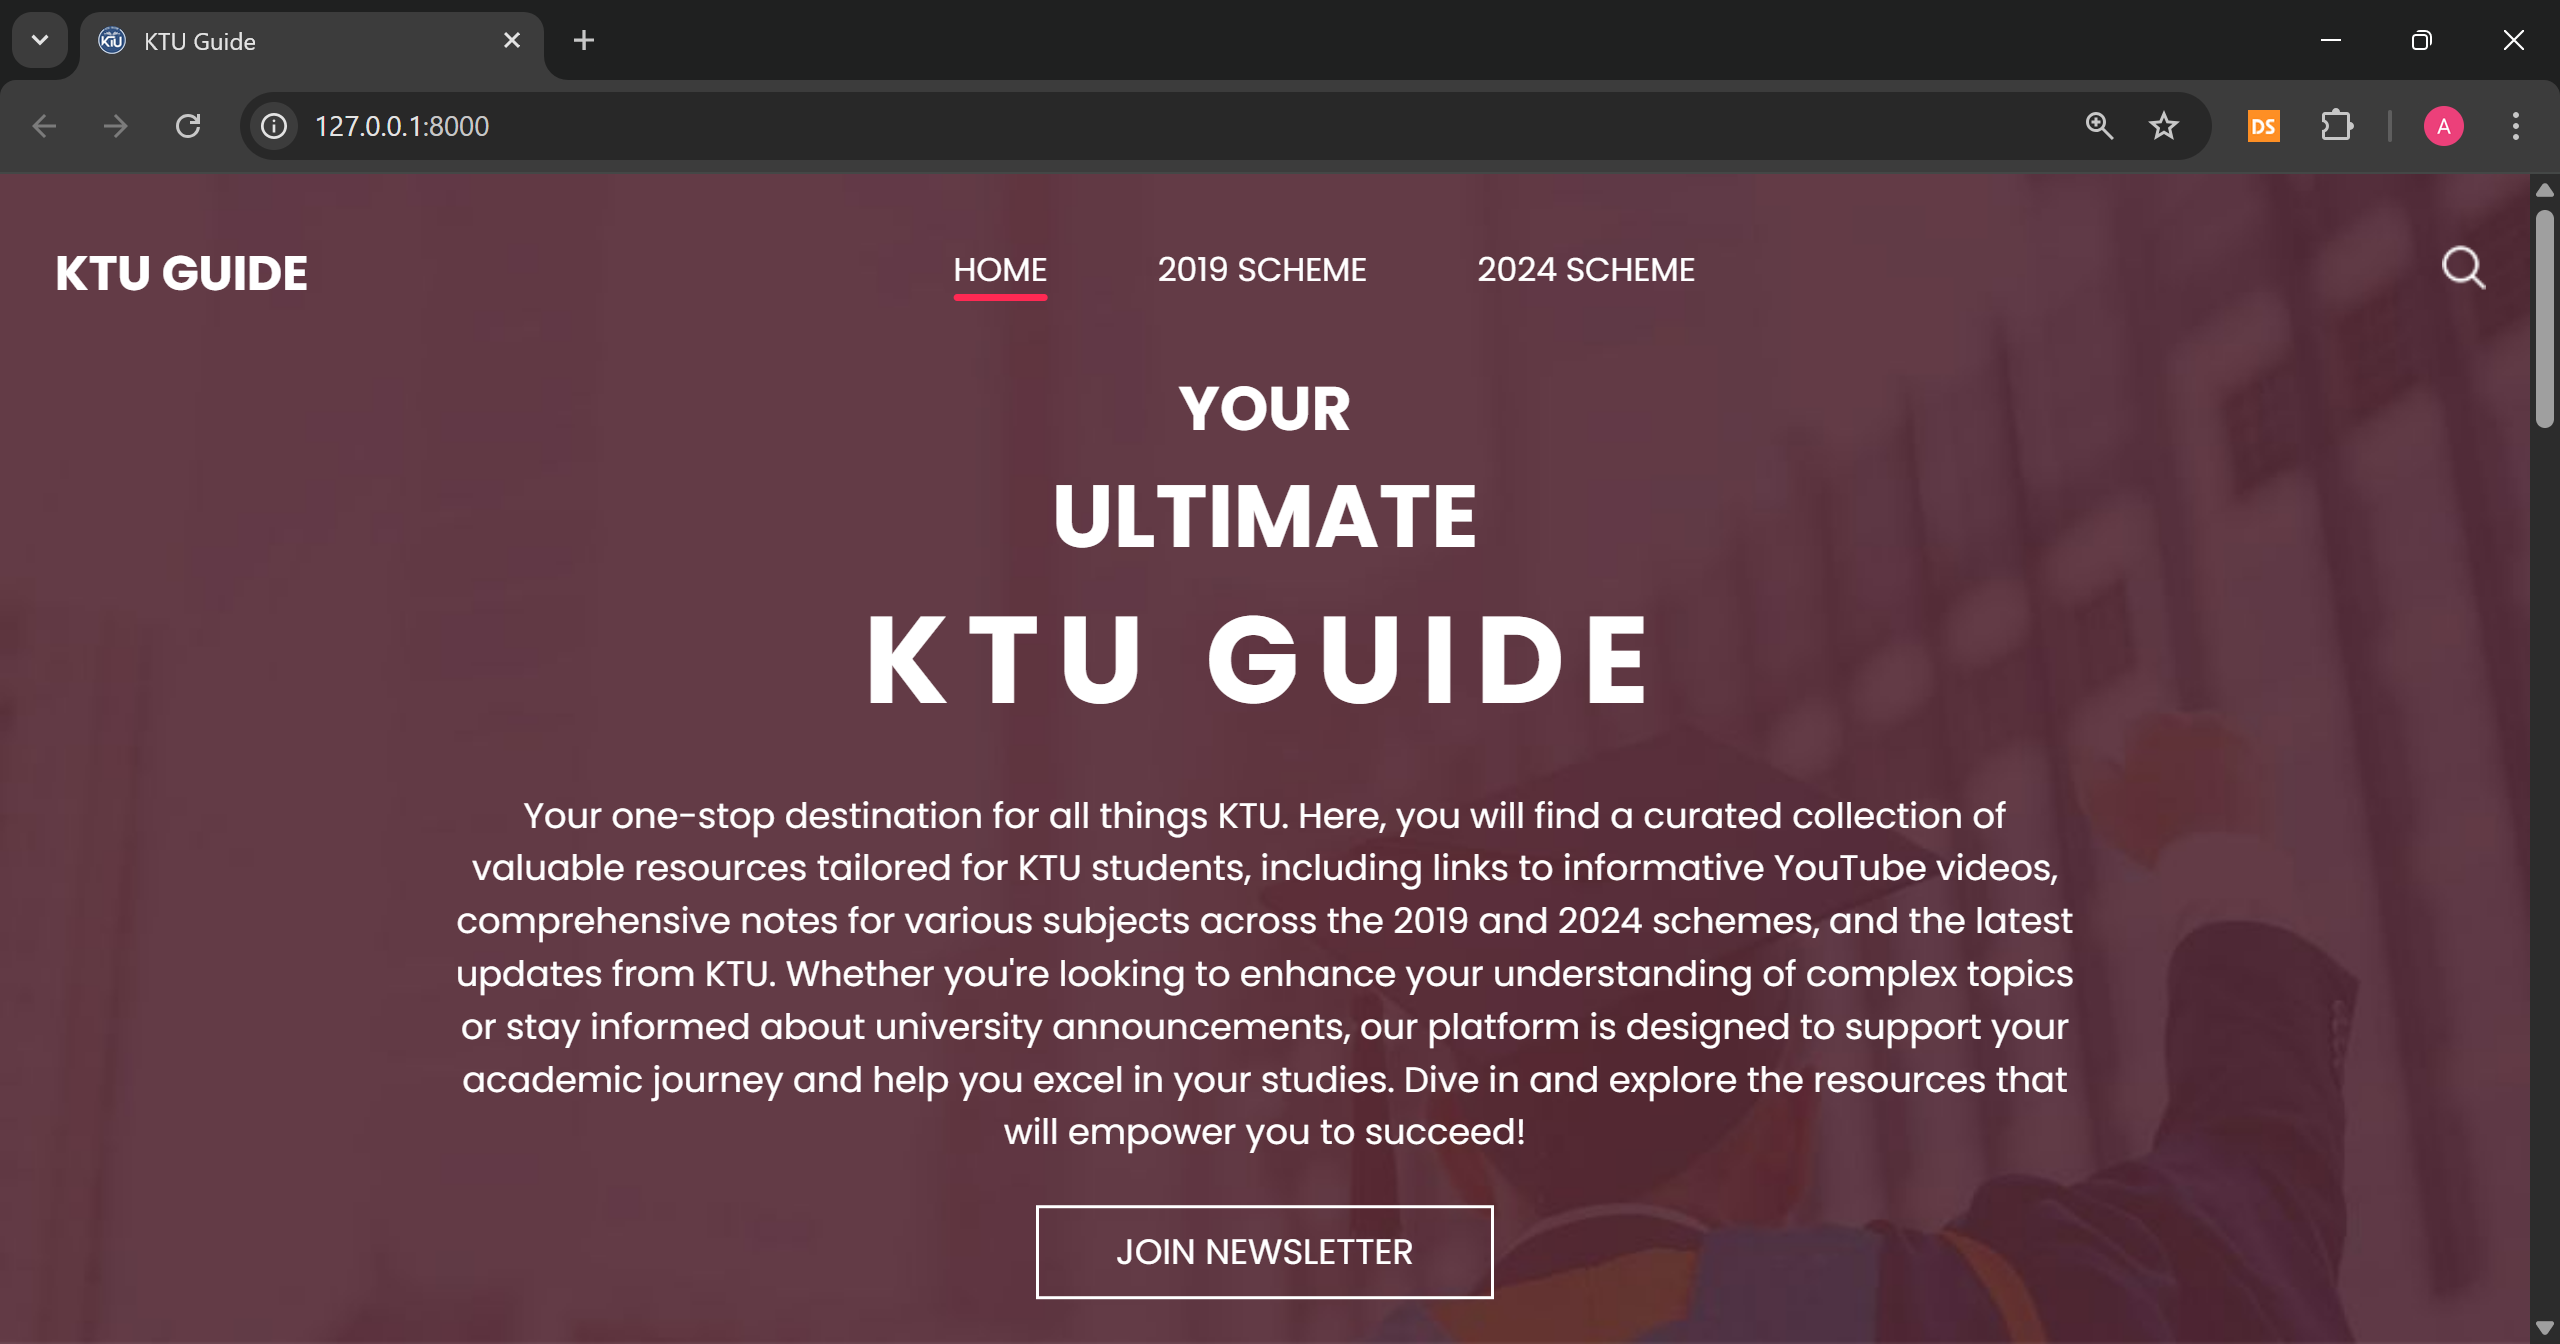 KTU Guide
127.0.0.1:8000
DS
A
KTU GUIDE
HOME
2019 SCHEME
2024 SCHEME
YOUR
ULTIMATE
KTU GUIDE
Your one-stop destination for all things KTU. Here, you will find a curated collection of
valuable resources tailored for KTU students, including links to informative YouTube videos,
comprehensive notes for various subjects across the 2019 and 2024 schemes, and the latest
updates from KTU. Whether you're looking to enhance your understanding of complex topics
or stay informed about university announcements, our platform is designed to support your
academic journey and help you excel in your studies. Dive in and explore the resources that
will empower you to succeed!
JOIN NEWSLETTER